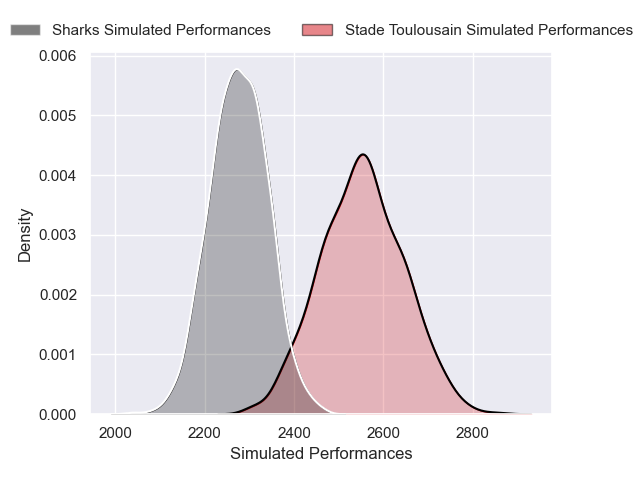 Sharks Simulated Performances
Stade Toulousain Simulated Performances
0.006
0.005
0.004
0.003
0.002
0.001
0.000
Density
2000 2200 2400 2600 2800
Simulated Performances